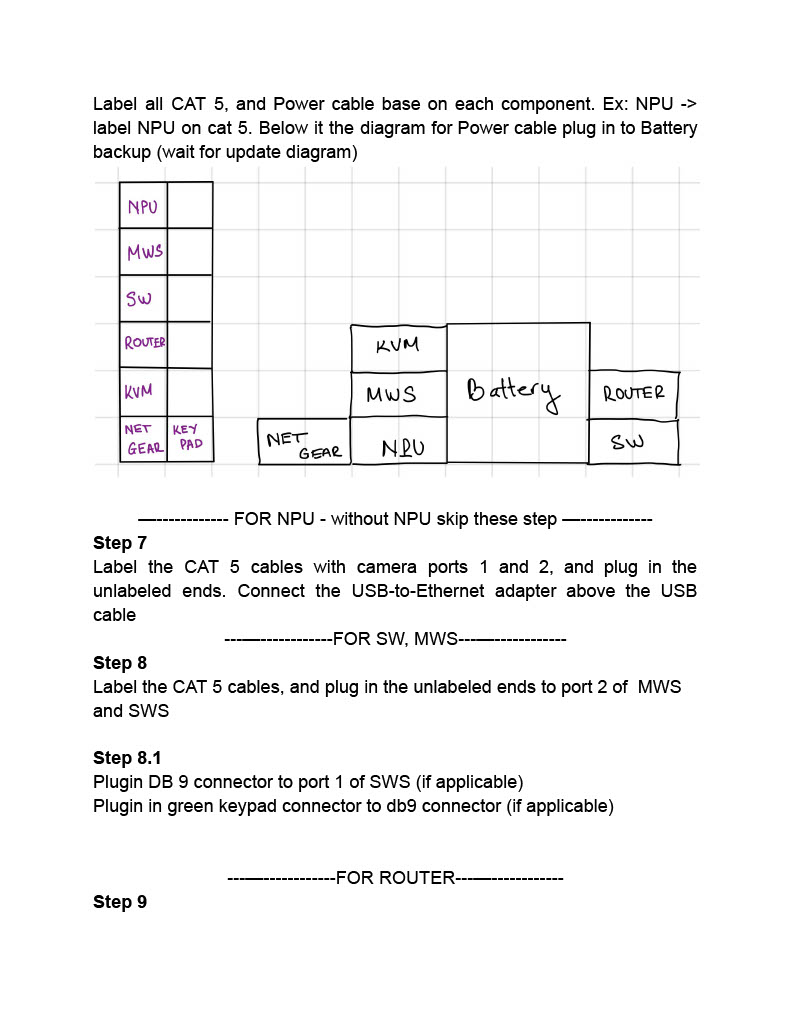 Label all CAT 5, and Power cable base on each component. Ex: NPU ->
label NPU on cat 5. Below it the diagram for Power cable plug in to Battery
backup (wait for update diagram)
NPU
MWS
SW
ROUTER
KVM
NET GEAR
KEY PAD
KVM
MWS
NPU
NET GEAR
Battery
ROUTER
SW
—------------- FOR NPU - without NPU skip these step —-------------
Step 7
Label the CAT 5 cables with camera ports 1 and 2, and plug in the
unlabeled ends. Connect the USB-to-Ethernet adapter above the USB
cable
---—--------------FOR SW, MWS---—--------------
Step 8
Label the CAT 5 cables, and plug in the unlabeled ends to port 2 of MWS
and SWS
Step 8.1
Plugin DB 9 connector to port 1 of SWS (if applicable)
Plugin in green keypad connector to db9 connector (if applicable)
---—--------------FOR ROUTER---—--------------
Step 9